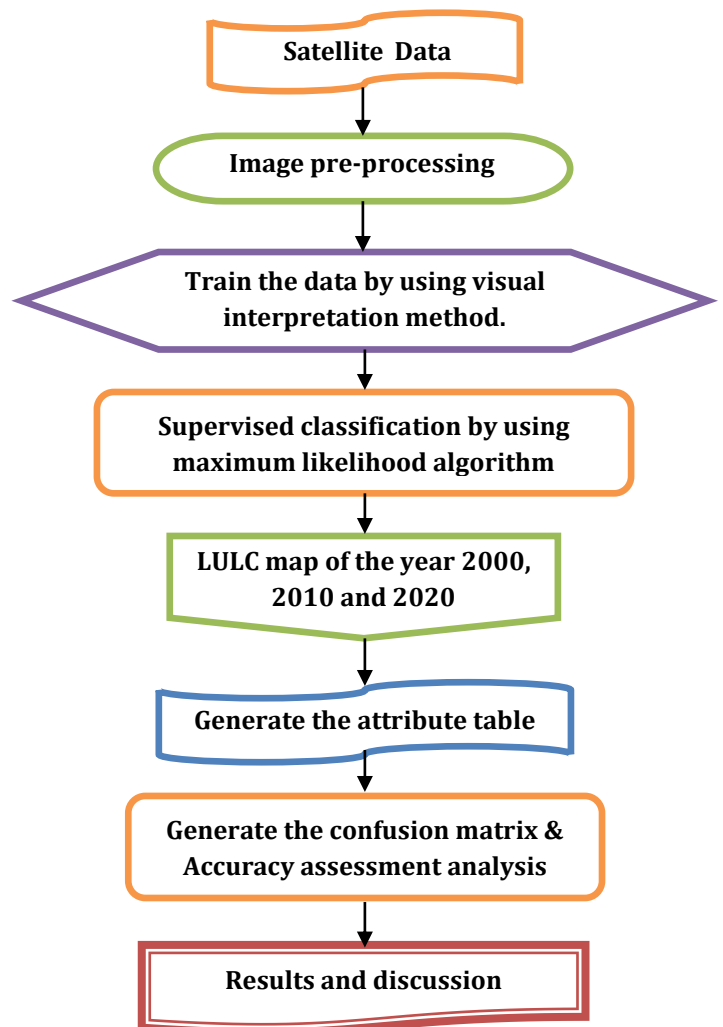 Satellite Data
Image pre-processing
Train the data by using visual
interpretation method.
Supervised classification by using
maximum likelihood algorithm
LULC map of the year 2000,
2010 and 2020
Generate the attribute table
Generate the confusion matrix &
Accuracy assessment analysis
Results and discussion